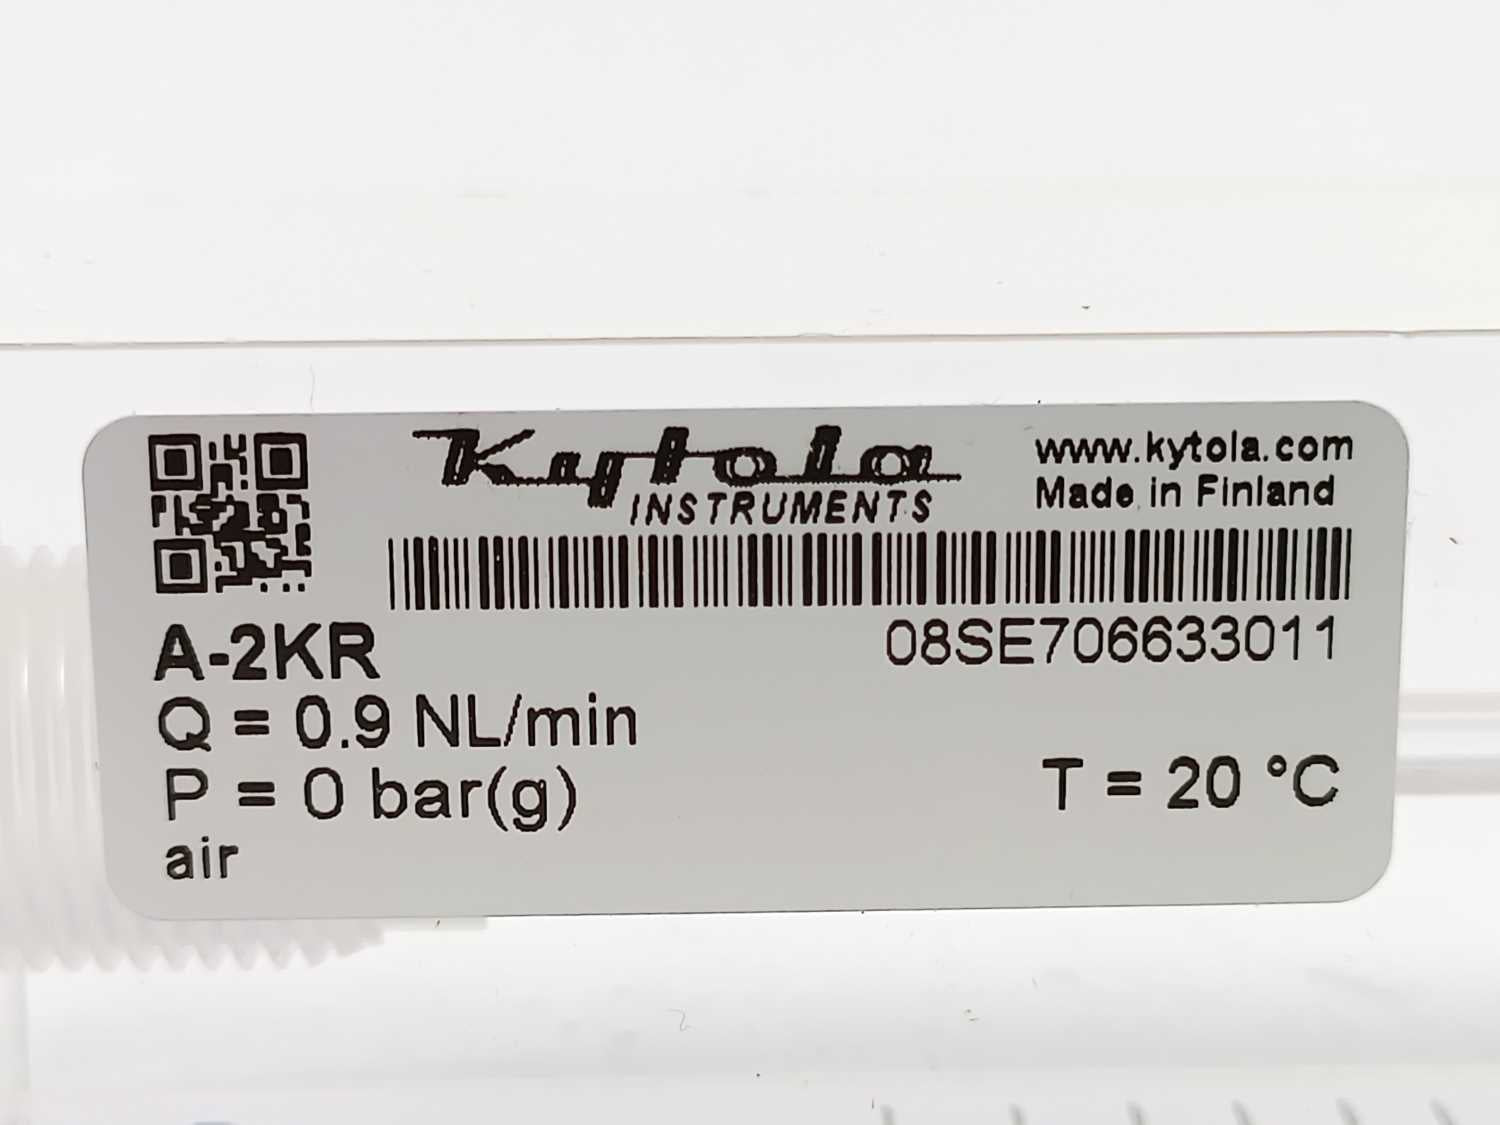 Kytola
INSTRUMENTS
www.kytola.com
Made in Finland
A-2KR
08SE706633011
Q = 0.9 NL/min
P = 0 bar(g)
T = 20 °C
air